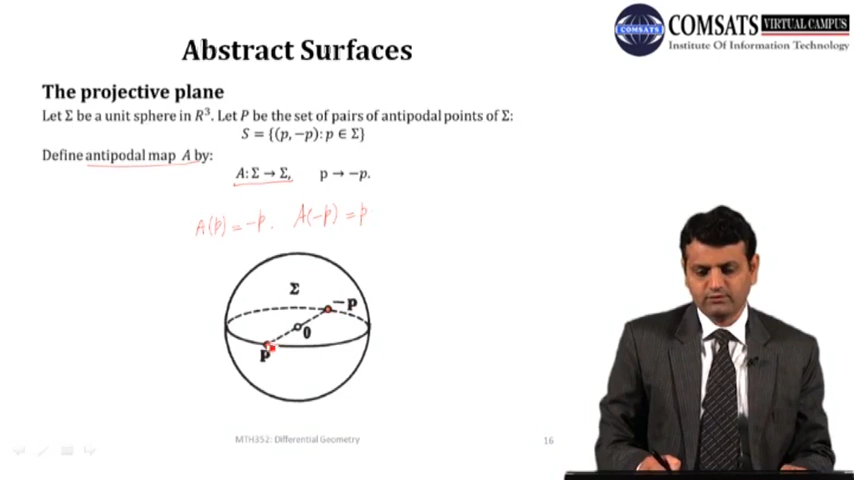 COMSATS
COMSATS VIRTUAL CAMPUS
Institute Of Information Technology
Abstract Surfaces
The projective plane
Let Σ be a unit sphere in R³. Let P be the set of pairs of antipodal points of Σ:
S = {(p, −p): p ∈ Σ}
Define antipodal map A by:
A: Σ → Σ, p → −p.
A(p) = −p. A(−p) = p.
Σ
−P
0
P
MTH352: Differential Geometry
16